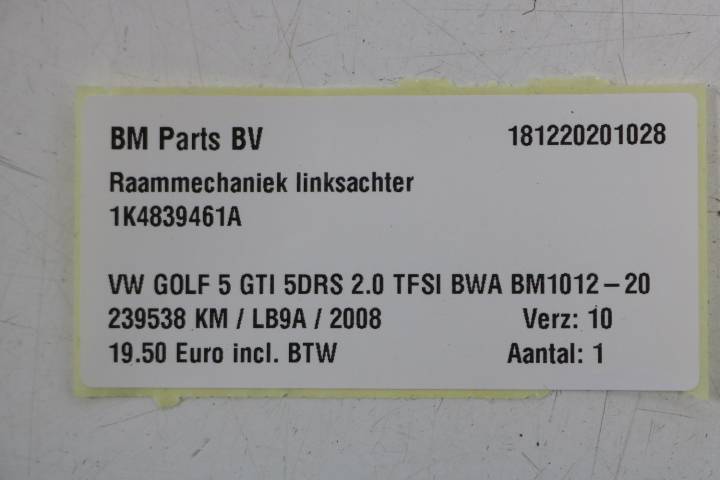 BM Parts BV 181220201028
Raammechaniek linksachter
1K4839461A
VW GOLF 5 GTI 5DRS 2.0 TFSI BWA BM1012-20
239538 KM / LB9A / 2008 Verz: 10
19.50 Euro incl. BTW Aantal: 1